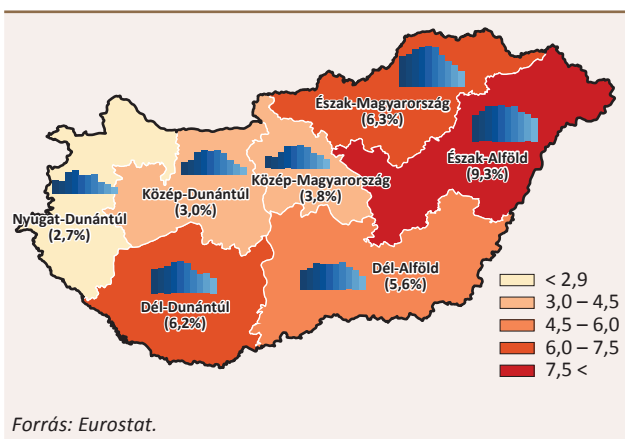 Észak-Magyarország
(6,3%)
Észak-Alföld
(9,3%)
Közép-Dunántúl
(3,0%)
Közép-Magyarország
(3,8%)
Nyugat-Dunántúl
(2,7%)
Dél-Alföld
(5,6%)
Dél-Dunántúl
(6,2%)
< 2,9
3,0 – 4,5
4,5 – 6,0
6,0 – 7,5
7,5 <
Forrás: Eurostat.